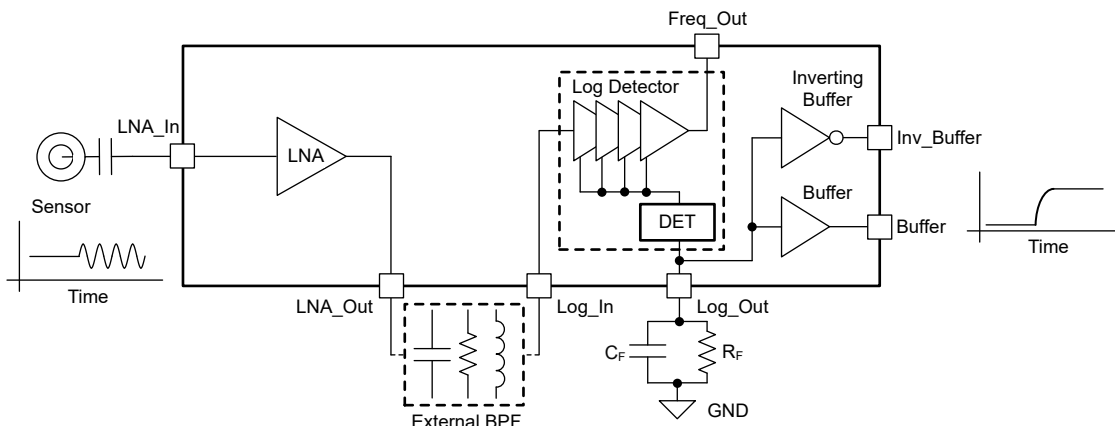 Freq_Out
Log Detector
Inverting
Buffer
LNA_In
LNA
Inv_Buffer
Sensor
Buffer
DET
Buffer
Time
Time
LNA_Out
Log_In
Log_Out
CF
RF
GND
External BPF